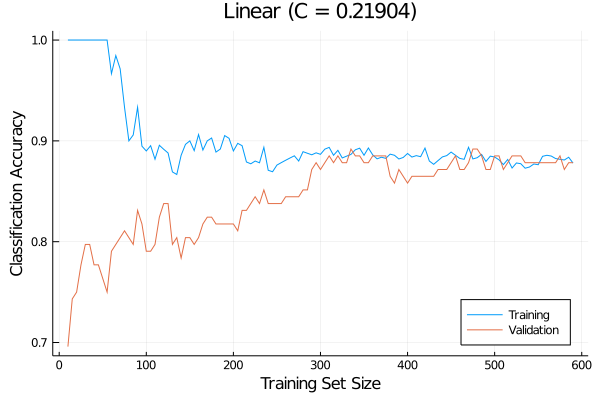 Linear (C = 0.21904)
1.0
0.9
0.8
0.7
Classification Accuracy
0
100
200
300
400
500
600
Training Set Size
Training
Validation